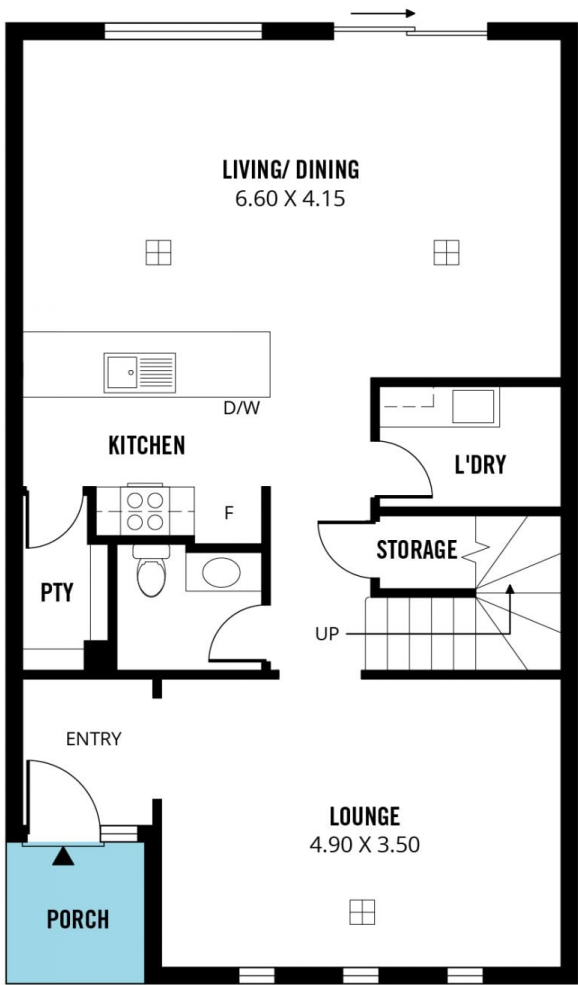 LIVING/ DINING
6.60 X 4.15
D/W
KITCHEN
L'DRY
F
STORAGE
PTY
UP
ENTRY
LOUNGE
4.90 X 3.50
PORCH